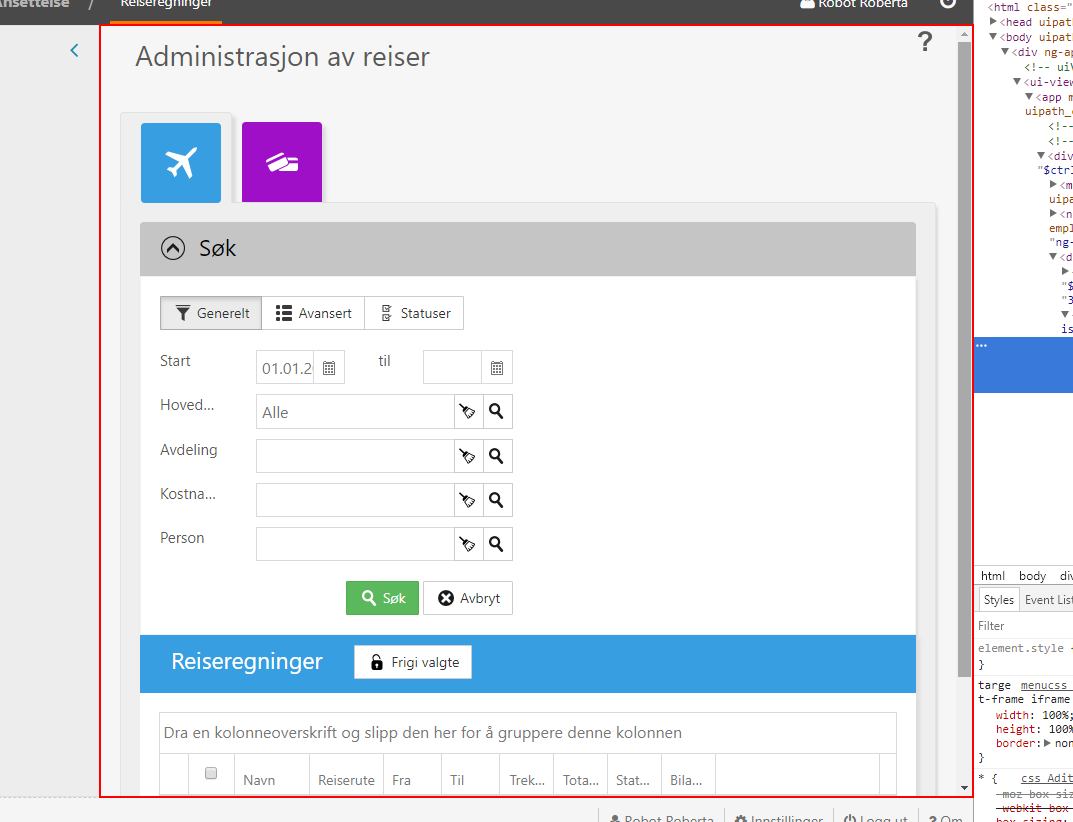 Ansettelse / Reiseregninger Robot Roberta
Administrasjon av reiser ?
Søk
Generelt Avansert Statuser
Start 01.01.2 til
Hoved... Alle
Avdeling
Kostna...
Person
Søk Avbryt
Reiseregninger Frigi valgte
Dra en kolonneoverskrift og slipp den her for å gruppere denne kolonnen
Navn Reiserute Fra Til Trek... Tota... Stat... Bila...
Robot Roberta Innstillinger Logg ut ? Om
<html class="
<head uipat
<body uipat
<div ng-ap
<!-- uiV
<ui-view
<app m
uipath_
<!--
<!--
<div
"$ctrl
<m
uipa
<n
empl
"ng-
<d
"$
"3
is
...
html body div
Styles Event List
Filter
element.style
}
targe menucss
t-frame iframe
width: 100%;
height: 100%
border: non
}
* { css Adit
-moz-box-siz
-webkit-box
box-sizing: